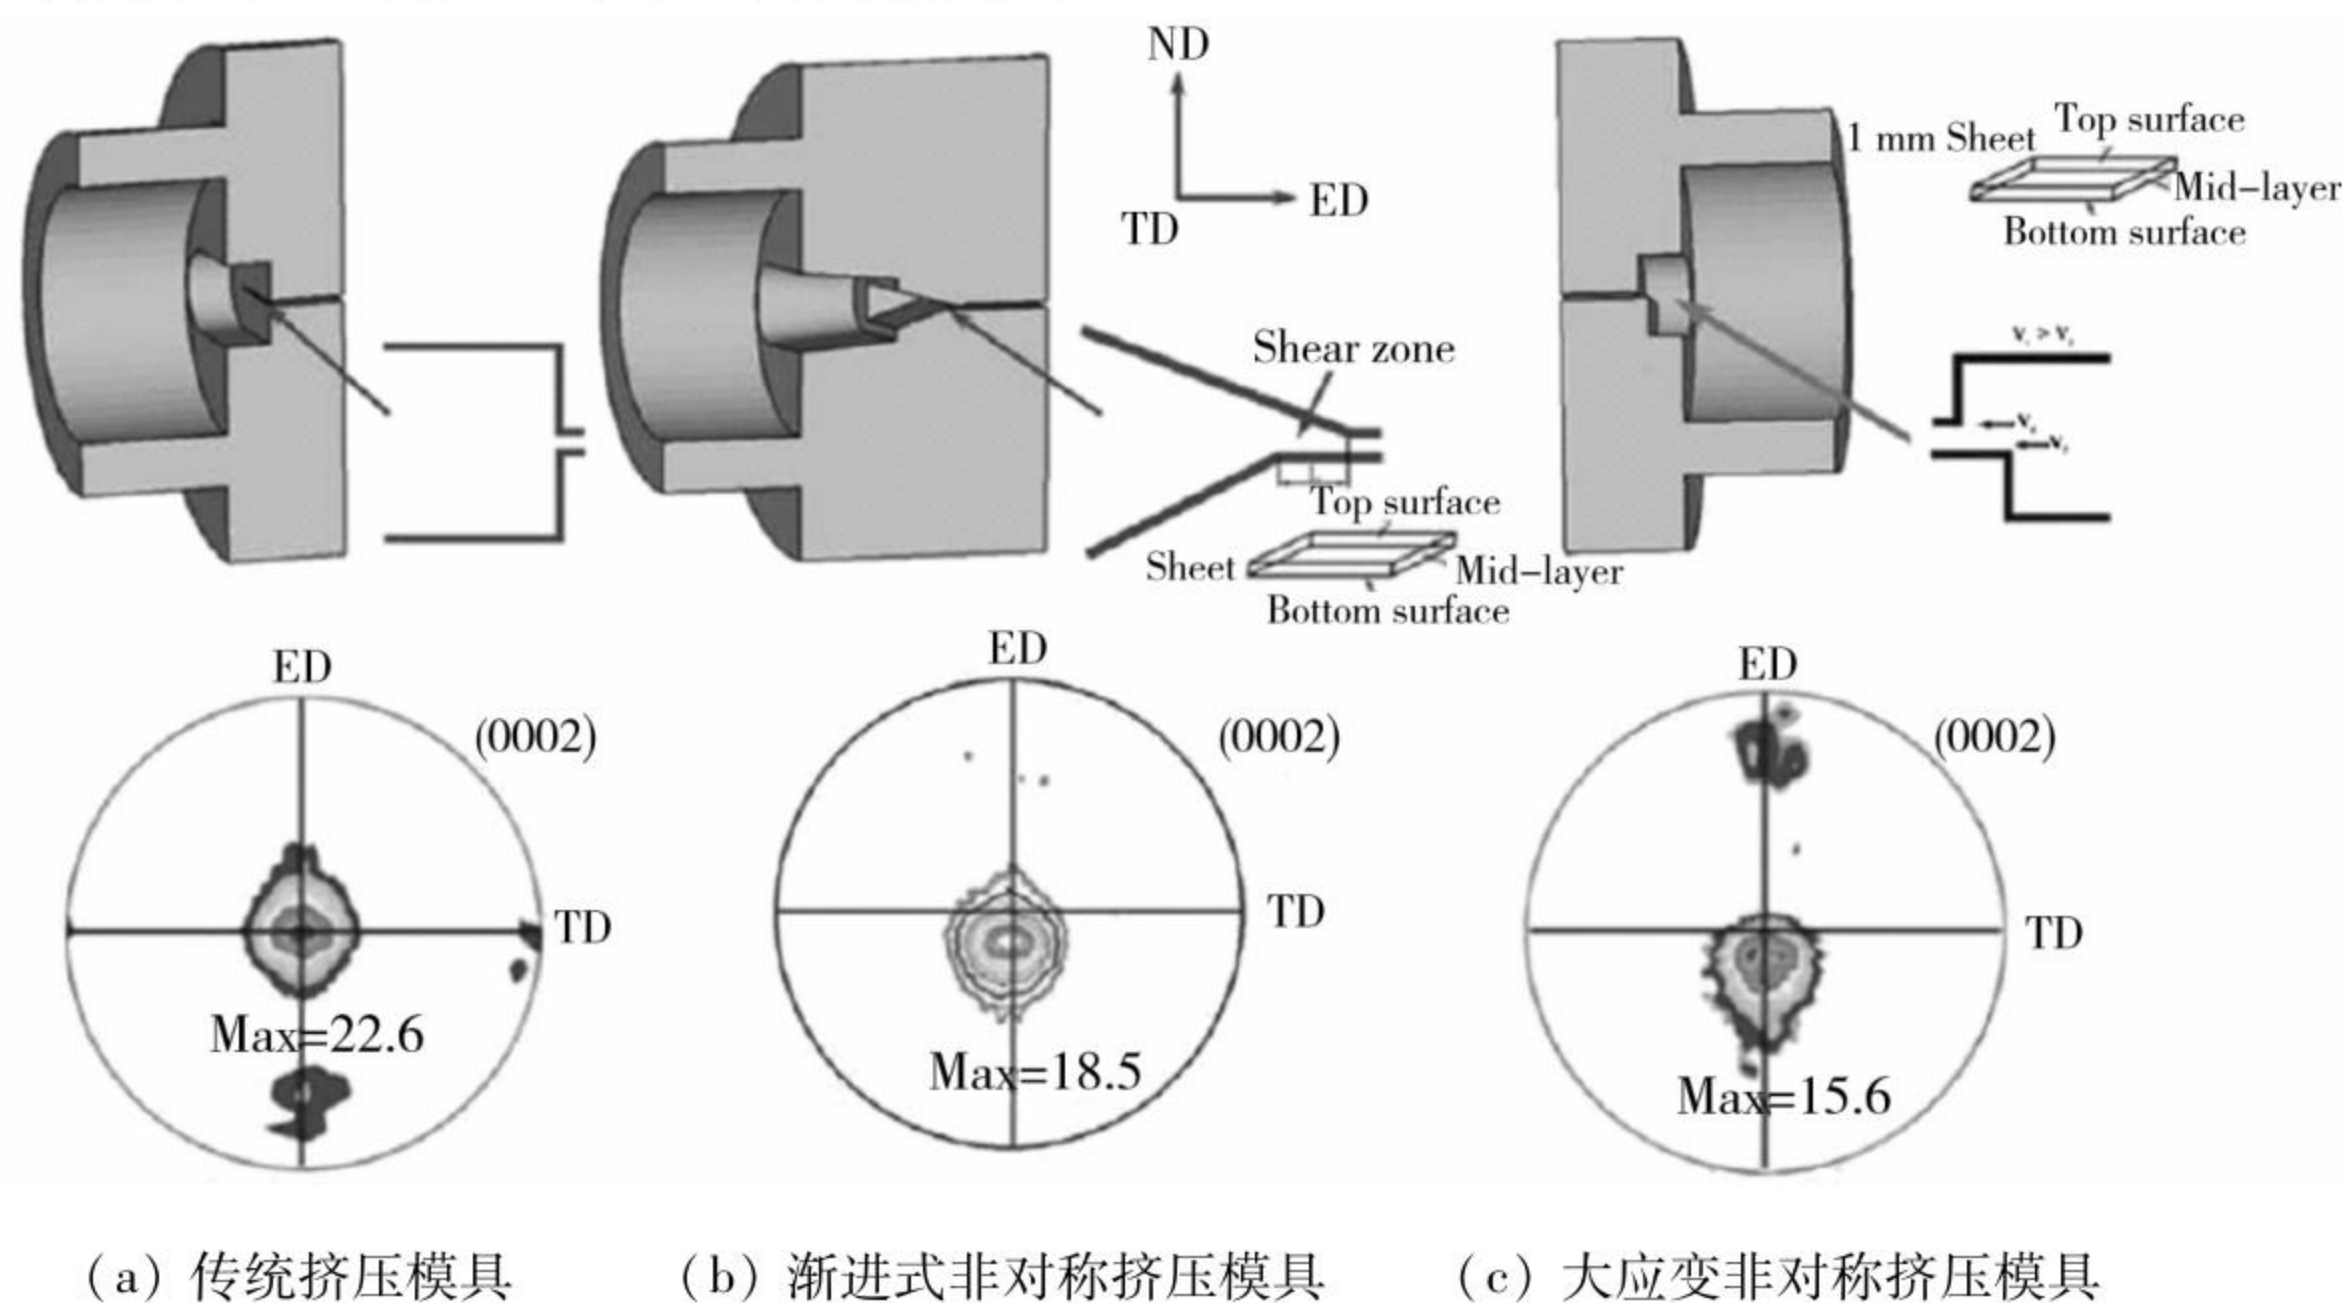 ND
ED
TD
1 mm Sheet
Top surface
Mid-layer
Bottom surface
Shear zone
Top surface
Sheet
Mid-layer
Bottom surface
ED
(0002)
TD
Max=22.6
ED
(0002)
TD
Max=18.5
ED
(0002)
TD
Max=15.6
(a) 传统挤压模具
(b) 渐进式非对称挤压模具
(c) 大应变非对称挤压模具